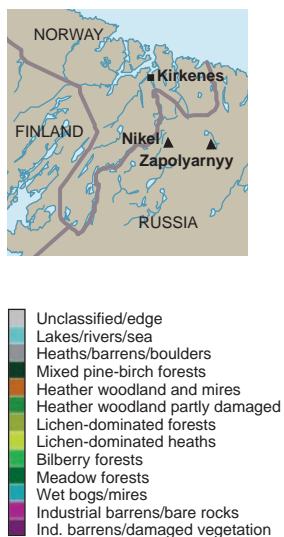 NORWAY
Kirkenes
FINLAND
Nikel
Zapolyarnyy
RUSSIA
Unclassified/edge
Lakes/rivers/sea
Heaths/barrens/boulders
Mixed pine-birch forests
Heather woodland and mires
Heather woodland partly damaged
Lichen-dominated forests
Lichen-dominated heaths
Bilberry forests
Meadow forests
Wet bogs/mires
Industrial barrens/bare rocks
Ind. barrens/damaged vegetation